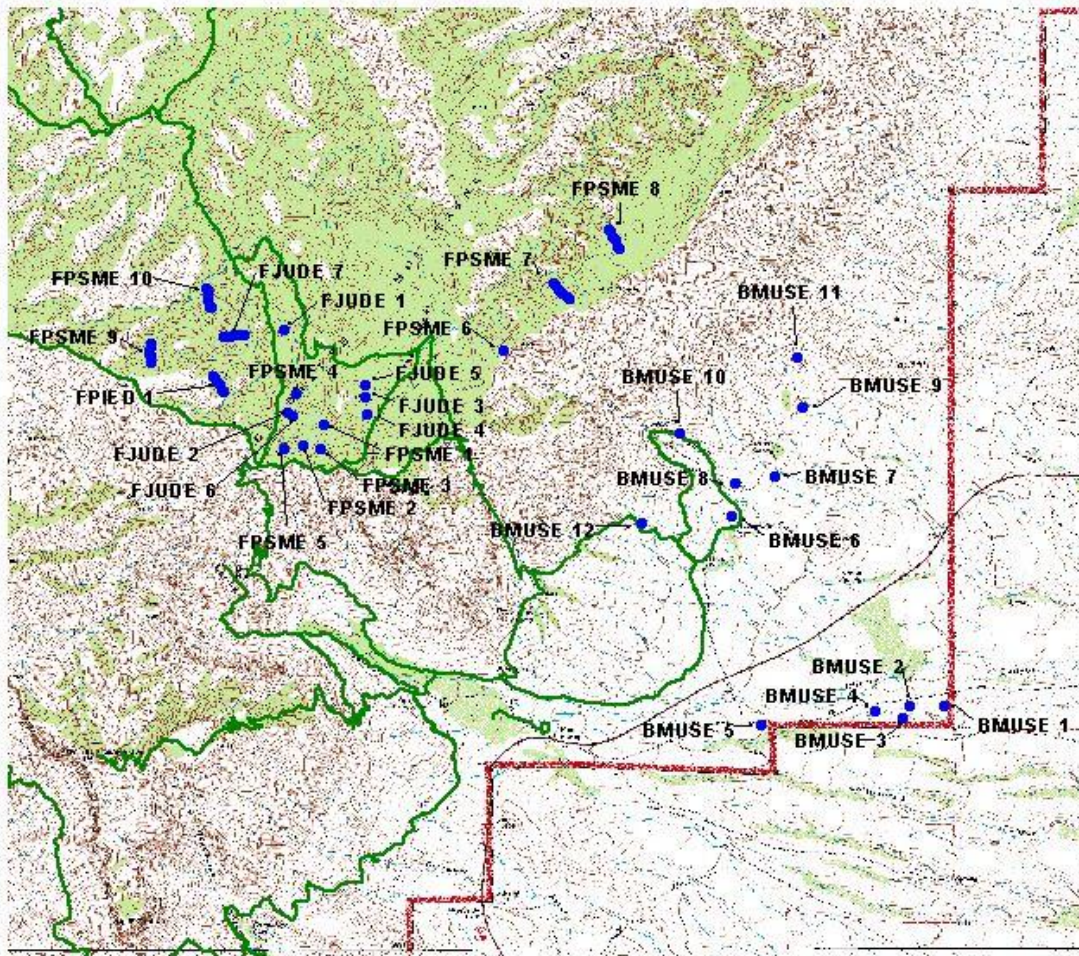 FPSME 8
FPSME 7
FJUDE 7
FPSME 10
BMUSE 11
FJUDE 1
FPSME 6
FPSME 9
FPSME 4
FJUDE 5
BMUSE 10
BMUSE 9
FPIED 1
FJUDE 3
FJUDE 4
FJUDE 2
FPSME 1
FJUDE 6
FPSME 3
BMUSE 8
BMUSE 7
FPSME 2
BMUSE 12
FPSME 5
BMUSE 6
BMUSE 2
BMUSE 4
BMUSE 5
BMUSE 3
BMUSE 1